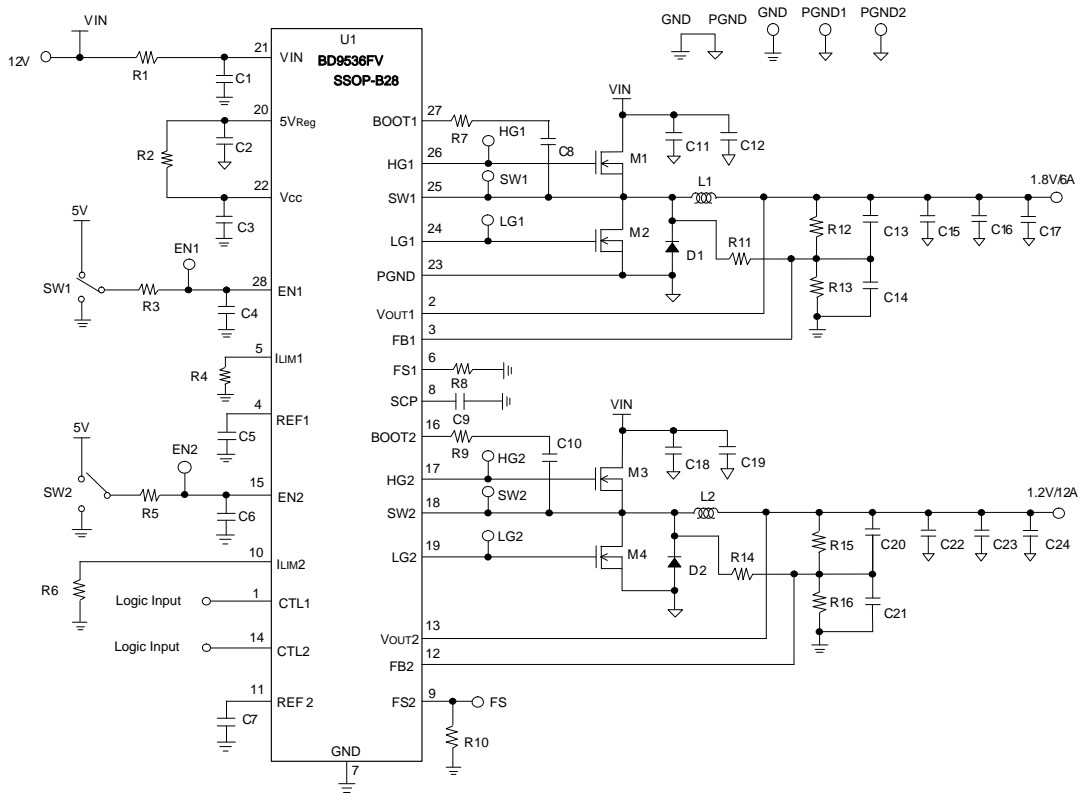 VIN
12V
R1
21
VIN
C1
20
5VReg
C2
R2
22
Vcc
C3
5V
EN1
SW1
R3
28
EN1
C4
5
ILIM1
R4
4
REF1
C5
5V
EN2
SW2
R5
15
EN2
C6
10
ILIM2
R6
Logic Input
1
CTL1
Logic Input
14
CTL2
11
REF2
C7
U1
BD9536FV
SSOP-B28
GND
7
GND
PGND
GND
PGND1
PGND2
27
BOOT1
R7
C8
HG1
26
HG1
M1
VIN
C11
C12
25
SW1
SW1
L1
1.8V/6A
24
LG1
LG1
M2
D1
R11
R12
C13
C15
C16
C17
23
PGND
R13
C14
2
VOUT1
3
FB1
6
FS1
R8
8
SCP
C9
16
BOOT2
R9
C10
HG2
17
HG2
M3
VIN
C18
C19
18
SW2
SW2
L2
1.2V/12A
19
LG2
LG2
M4
D2
R14
R15
C20
C22
C23
C24
R16
C21
13
VOUT2
12
FB2
9
FS2
FS
R10